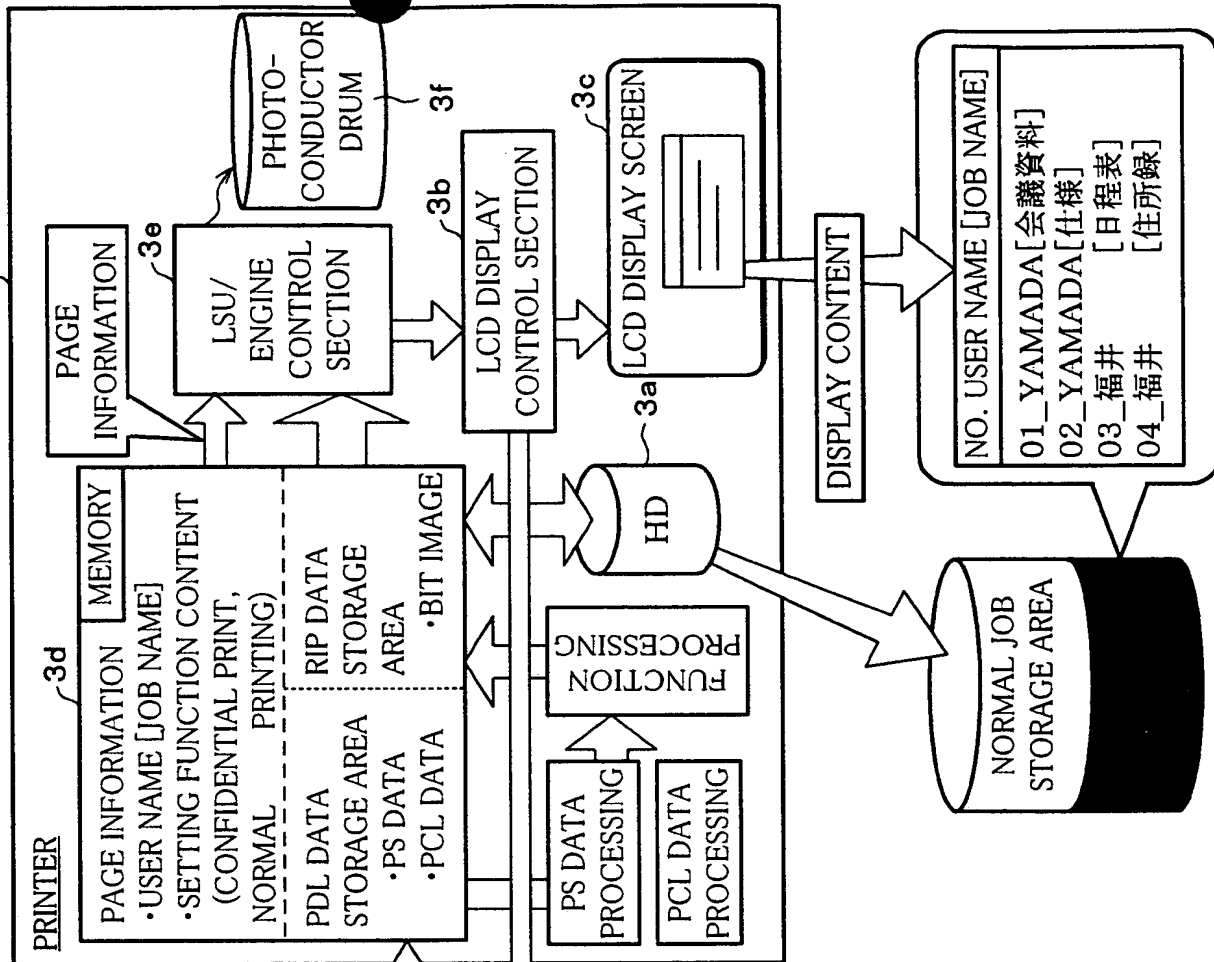 PRINTER
3d
MEMORY
PAGE INFORMATION
・USER NAME [JOB NAME]
・SETTING FUNCTION CONTENT
(CONFIDENTIAL PRINT,
NORMAL PRINTING)
PDL DATA
STORAGE AREA
・PS DATA
・PCL DATA
RIP DATA
STORAGE
AREA
・BIT IMAGE
PAGE
INFORMATION
3e
LSU/
ENGINE
CONTROL
SECTION
PHOTO-
CONDUCTOR
DRUM
3f
3b
LCD DISPLAY
CONTROL SECTION
3c
LCD DISPLAY SCREEN
PS DATA
PROCESSING
PCL DATA
PROCESSING
FUNCTION
PROCESSING
HD
3a
DISPLAY CONTENT
NORMAL JOB
STORAGE AREA
NO. USER NAME [JOB NAME]
01_YAMADA[会議資料]
02_YAMADA[仕様]
03_福井 [日程表]
04_福井 [住所録]